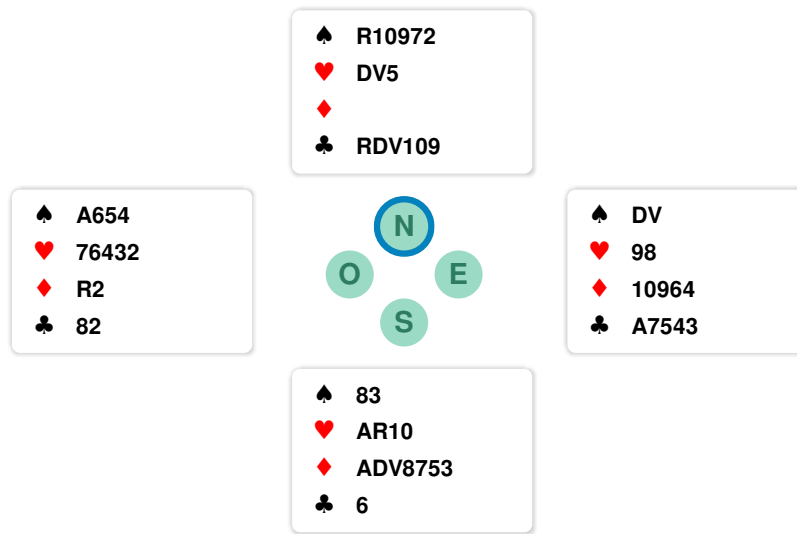 ♠ R10972
♥ DV5
♦
♣ RDV109
♠ A654
♥ 76432
♦ R2
♣ 82
N
O E
S
♠ DV
♥ 98
♦ 10964
♣ A7543
♠ 83
♥ AR10
♦ ADV8753
♣ 6